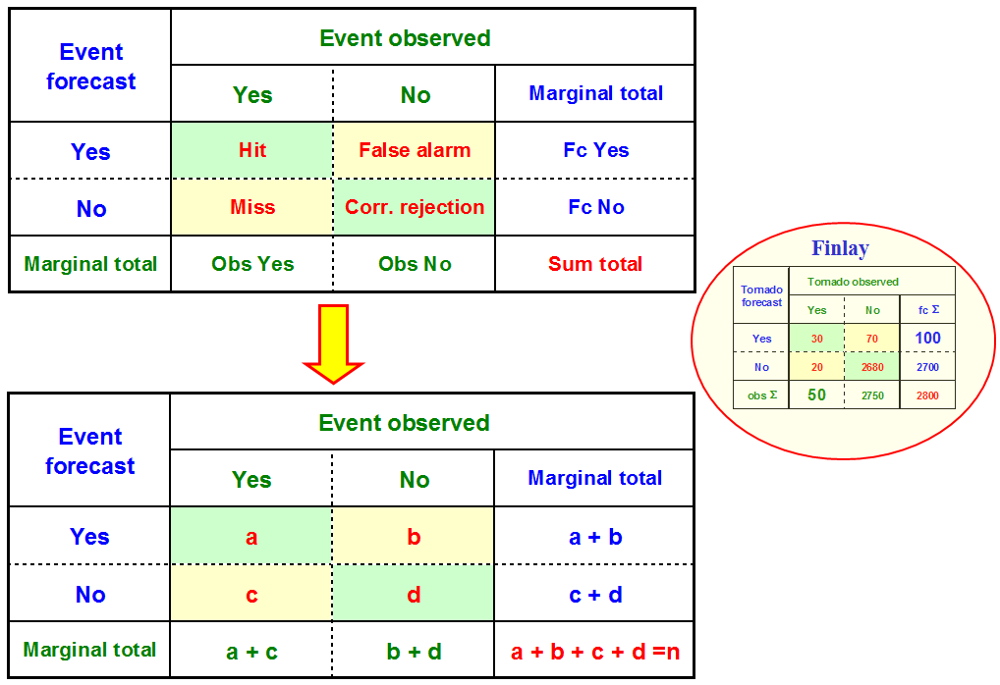 Event
forecast
Event observed
Yes No Marginal total
Yes Hit False alarm Fc Yes
No Miss Corr. rejection Fc No
Marginal total Obs Yes Obs No Sum total
Finlay
Tornado
forecast
Tornado observed
Yes No fc Σ
Yes 30 70 100
No 20 2680 2700
obs Σ 50 2750 2800
Event
forecast
Event observed
Yes No Marginal total
Yes a b a + b
No c d c + d
Marginal total a + c b + d a + b + c + d =n